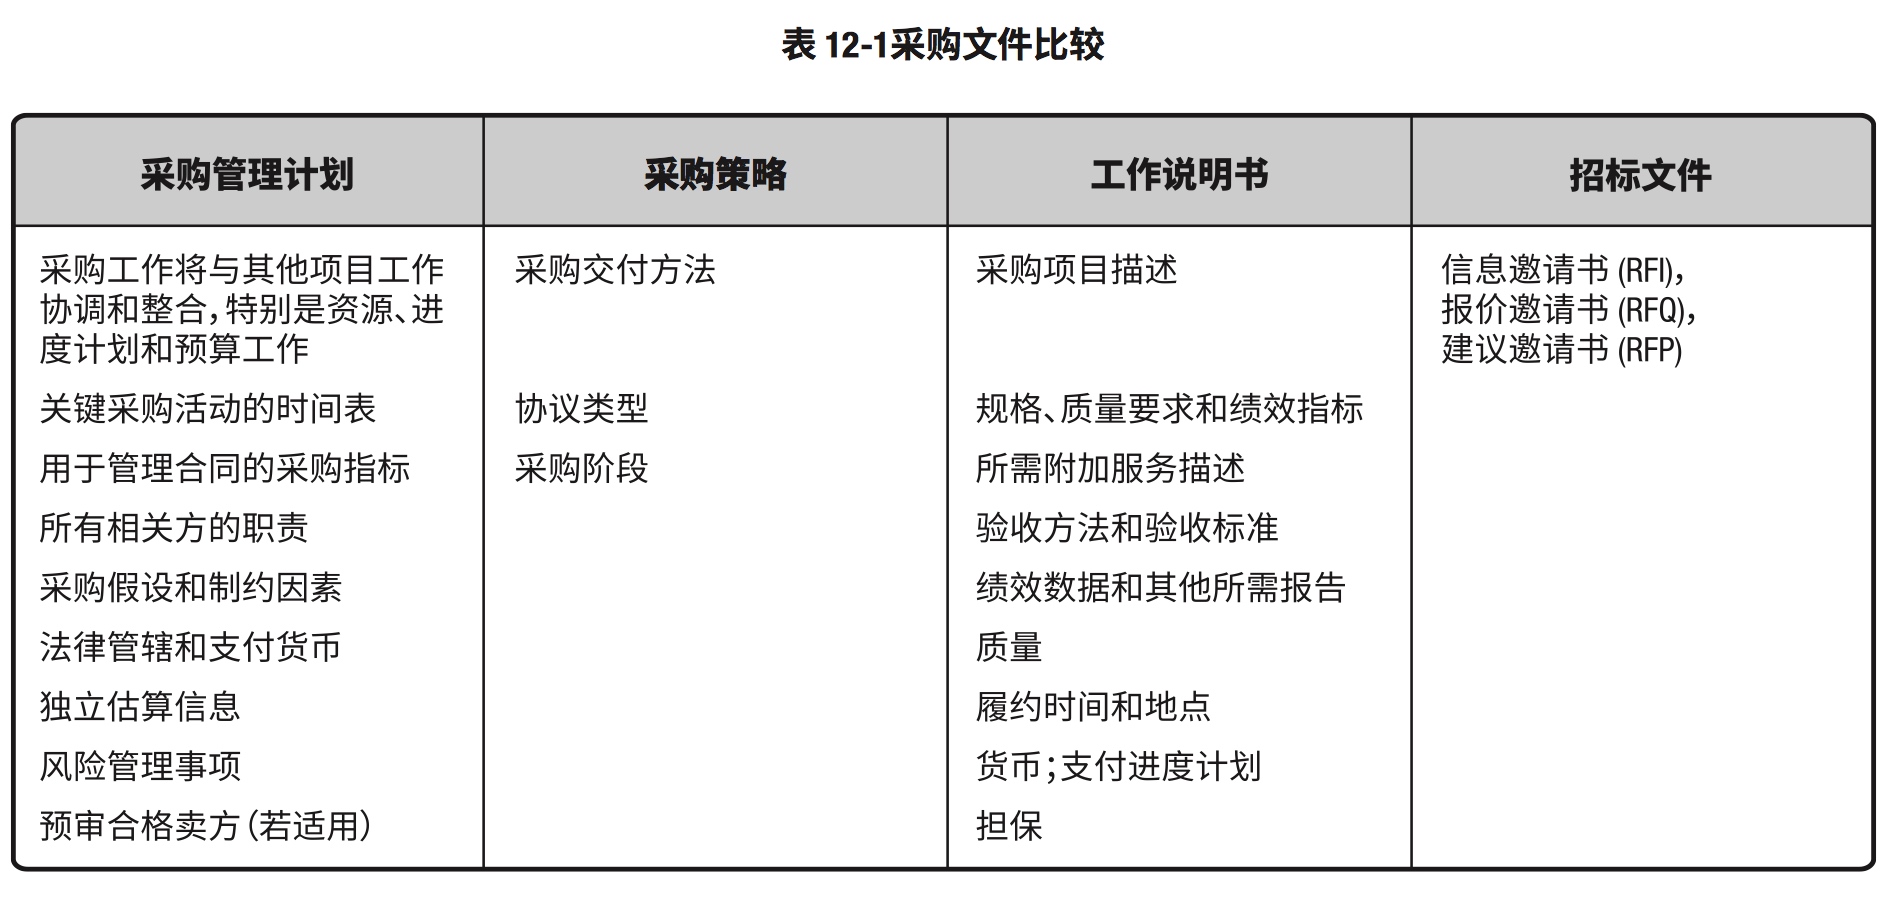 表 12-1采购文件比较
采购管理计划
采购策略
工作说明书
招标文件
采购工作将与其他项目工作
协调和整合，特别是资源、进
度计划和预算工作
采购交付方法
采购项目描述
信息邀请书 (RFI)，
报价邀请书 (RFQ)，
建议邀请书 (RFP)
关键采购活动的时间表
协议类型
规格、质量要求和绩效指标
用于管理合同的采购指标
采购阶段
所需附加服务描述
所有相关方的职责
验收方法和验收标准
采购假设和制约因素
绩效数据和其他所需报告
法律管辖和支付货币
质量
独立估算信息
履约时间和地点
风险管理事项
货币；支付进度计划
预审合格卖方（若适用）
担保